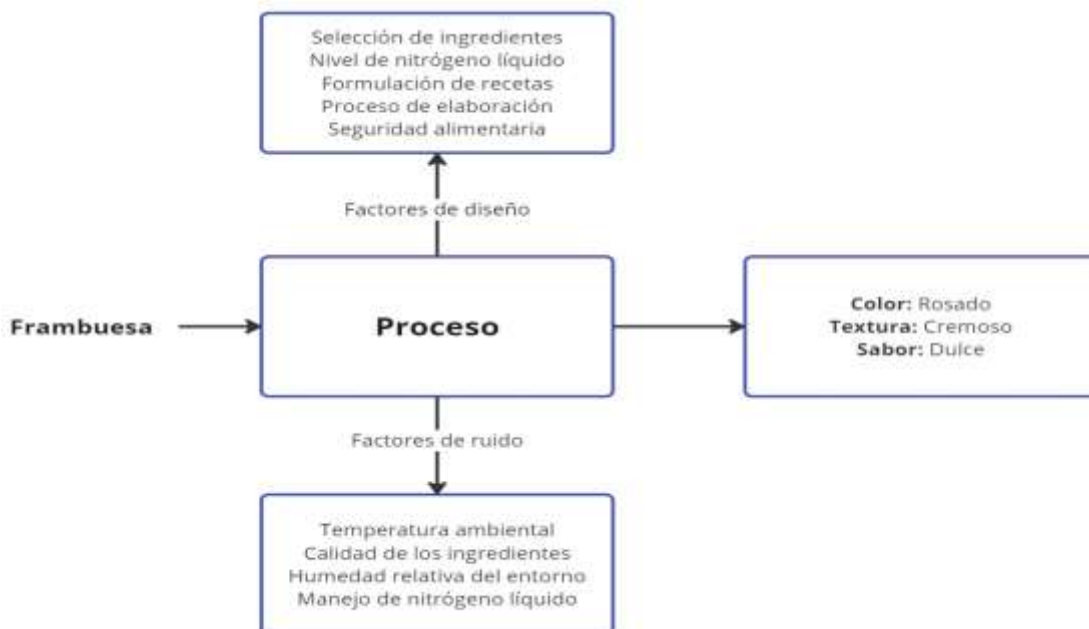 Selección de ingredientes
Nivel de nitrógeno líquido
Formulación de recetas
Proceso de elaboración
Seguridad alimentaria
Factores de diseño
Frambuesa
Proceso
Color: Rosado
Textura: Cremoso
Sabor: Dulce
Factores de ruido
Temperatura ambiental
Calidad de los ingredientes
Humedad relativa del entorno
Manejo de nitrógeno líquido